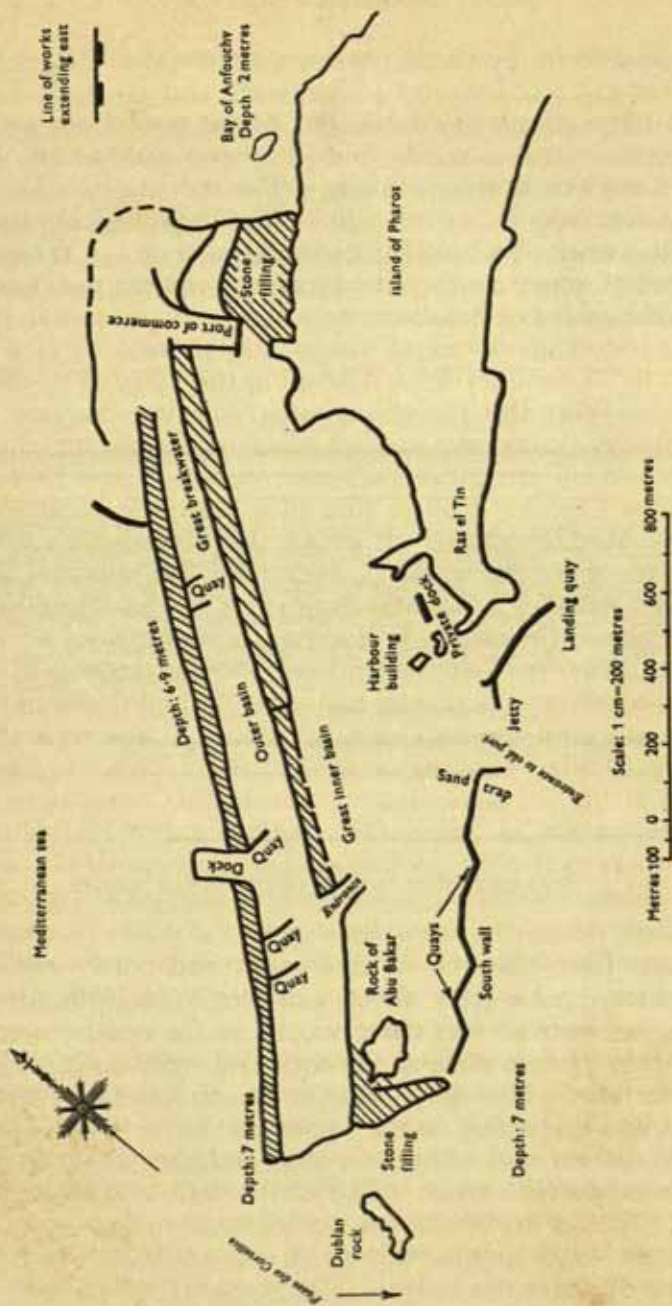 Mediterranean sea
Line of works
extending east
Bay of Anfouchy
Depth : 2 metres
Port of commerce
Stone
filling
Island of Pharos
Depth: 6-9 metres
Great breakwater
Quay
Outer basin
Dock
Quay
Great inner basin
Entrance
Quay
Quay
Depth: 7 metres
Ras el Tin
Private dock
Harbour
building
Landing quay
Jetty
Entrance to old port
Sand trap
Rock of
Abu Bakar
Quays
South wall
Stone
filling
Depth: 7 metres
Dublan
rock
Scale: 1 cm=200 metres
Metres 100 0 200 400 600 800 metres